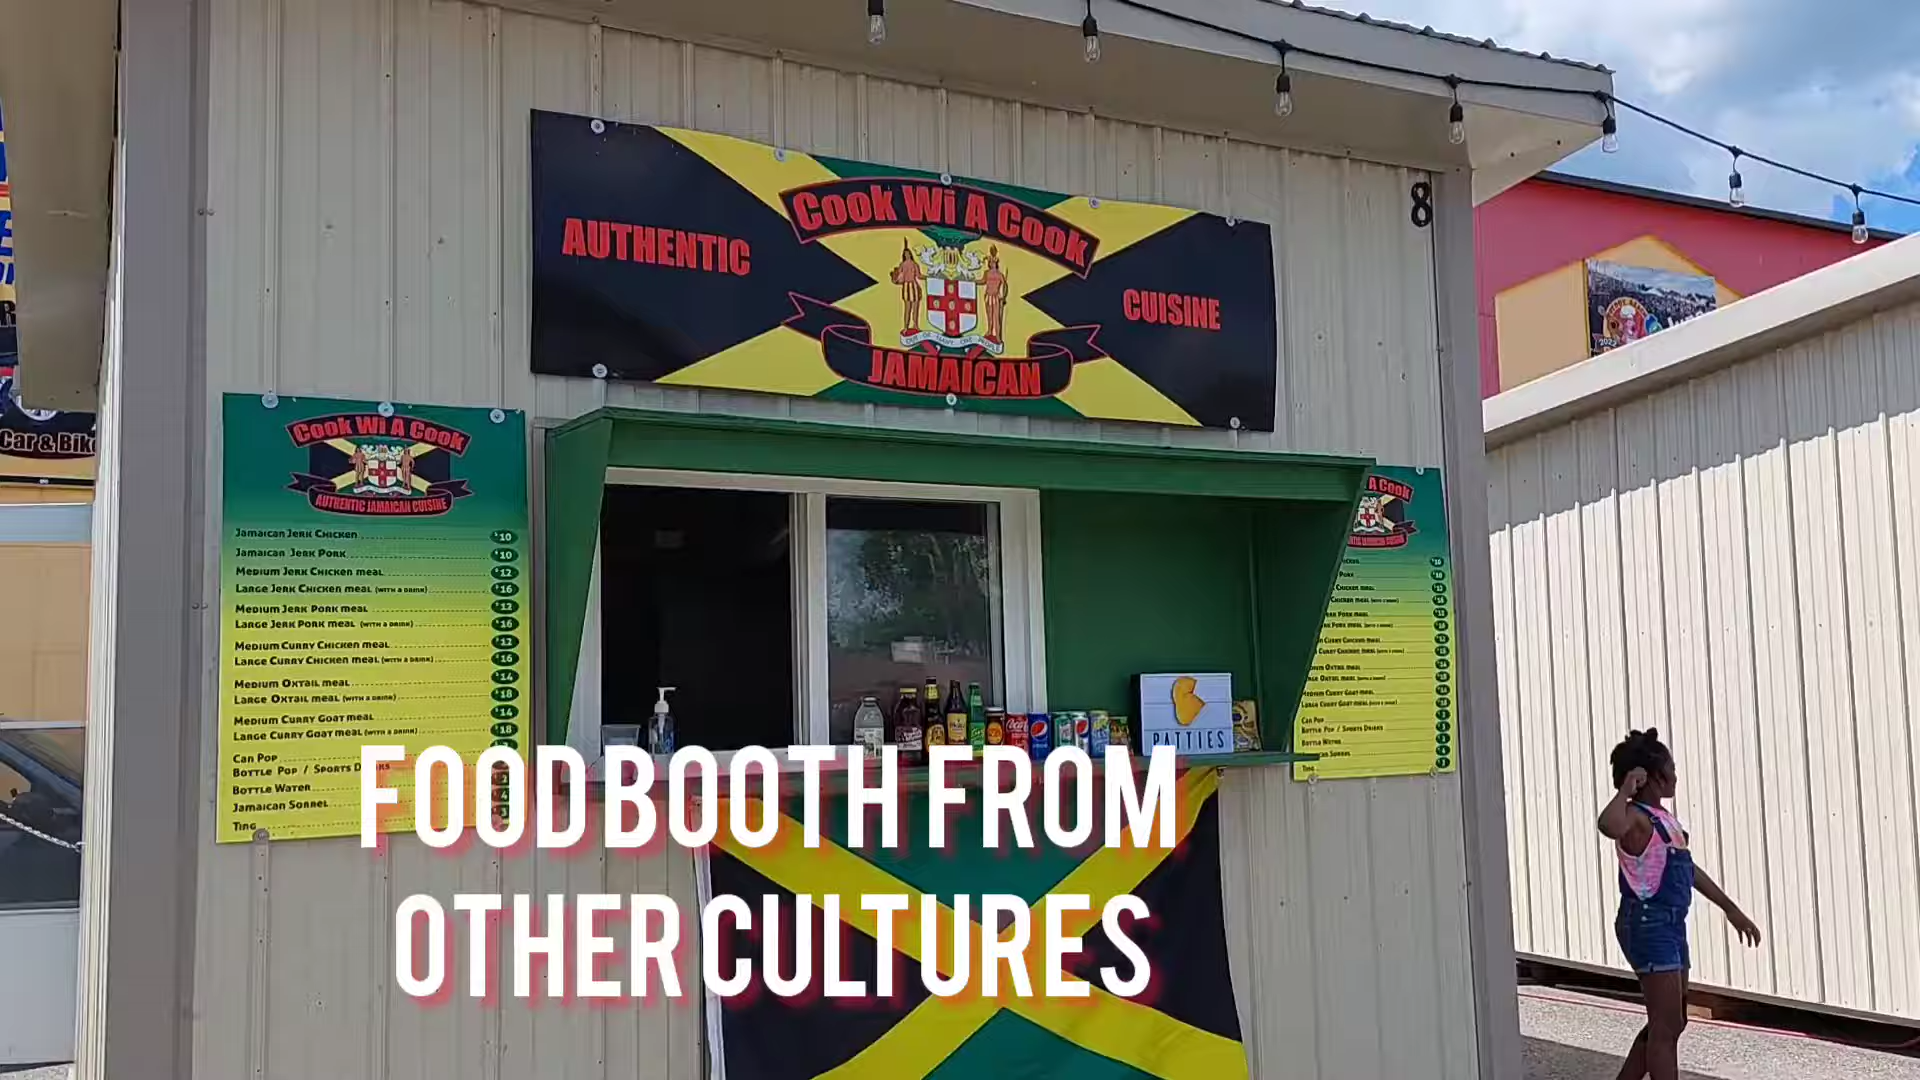 Cook Wi A Cook
AUTHENTIC
CUISINE
JAMAICAN
8
Car & Bik
Cook Wi A Cook
AUTHENTIC JAMAICAN CUISINE
Jamaican Jerk Chicken $10
Jamaican Jerk Pork $10
Medium Jerk Chicken meal $12
Large Jerk Chicken meal (with a drink) $16
Medium Jerk Pork meal $12
Large Jerk Pork meal (with a drink) $16
Medium Curry Chicken meal $12
Large Curry Chicken meal (with a drink) $16
Medium Oxtail meal $14
Large Oxtail meal (with a drink) $18
Medium Curry Goat meal $14
Large Curry Goat meal (with a drink) $18
Can Pop
Bottle Pop / Sports Drinks
Bottle Water
Jamaican Sorrel
Ting
A Cook
PATTIES
FOOD BOOTH FROM
OTHER CULTURES